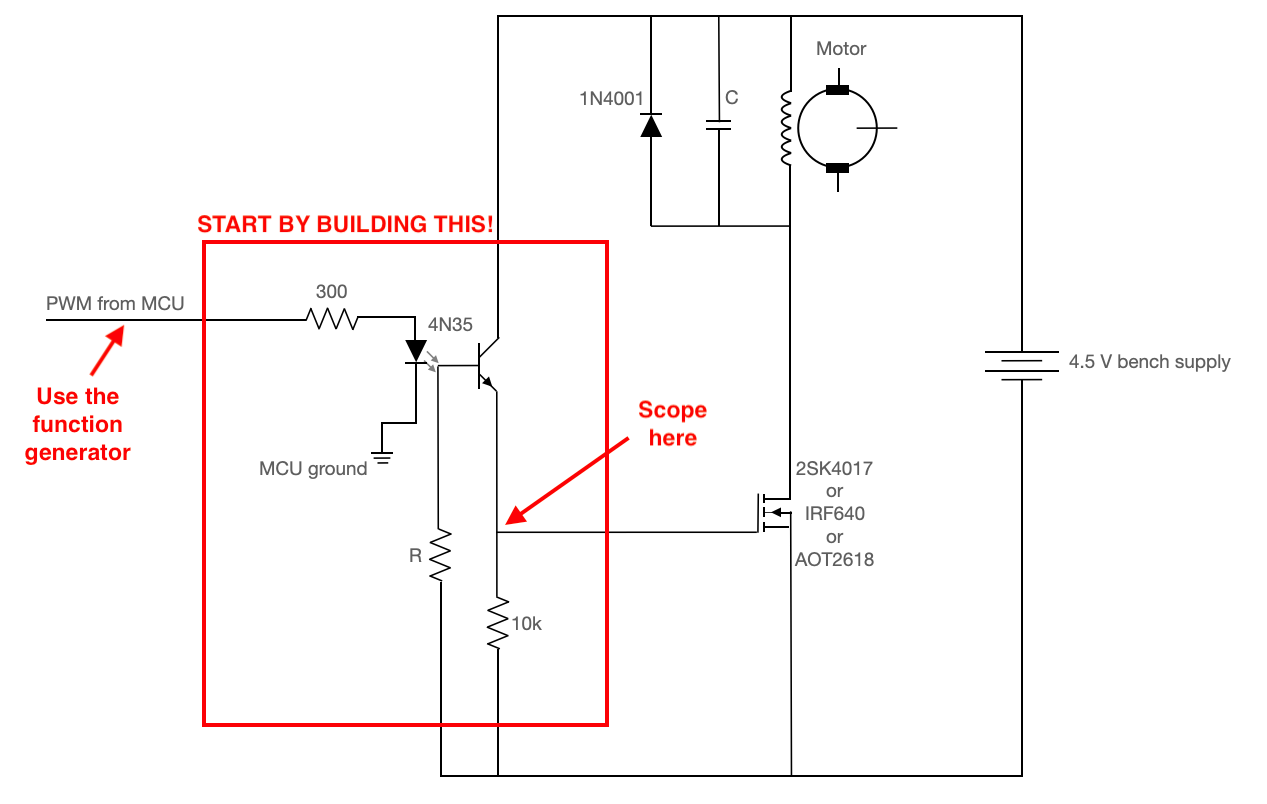 Motor
1N4001
C
START BY BUILDING THIS!
300
PWM from MCU
4N35
4.5 V bench supply
Use the
function
generator
Scope
here
MCU ground
2SK4017
or
IRF640
or
AOT2618
R
10k